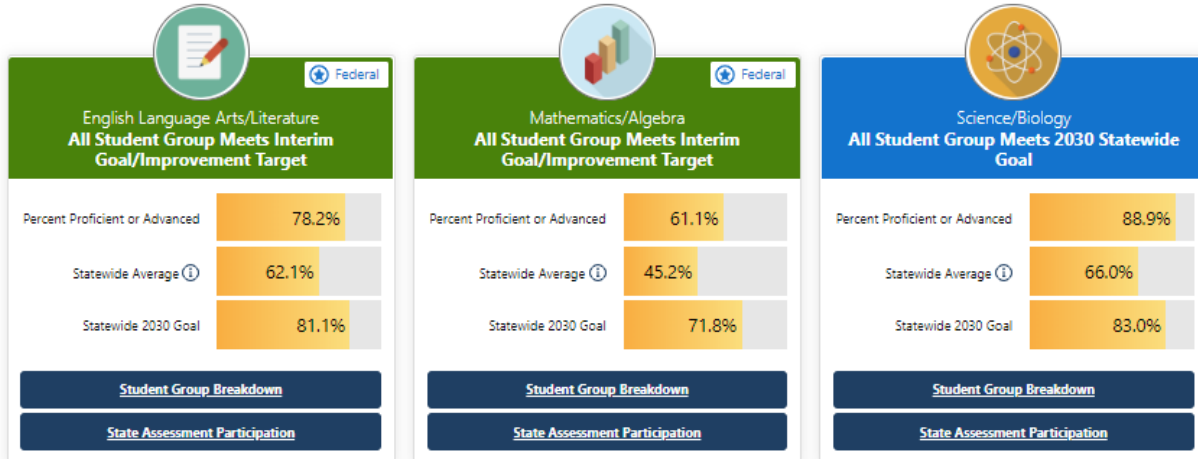 Federal
English Language Arts/Literature
All Student Group Meets Interim
Goal/Improvement Target
Percent Proficient or Advanced 78.2%
Statewide Average 62.1%
Statewide 2030 Goal 81.1%
Student Group Breakdown
State Assessment Participation
Federal
Mathematics/Algebra
All Student Group Meets Interim
Goal/Improvement Target
Percent Proficient or Advanced 61.1%
Statewide Average 45.2%
Statewide 2030 Goal 71.8%
Student Group Breakdown
State Assessment Participation
Science/Biology
All Student Group Meets 2030 Statewide
Goal
Percent Proficient or Advanced 88.9%
Statewide Average 66.0%
Statewide 2030 Goal 83.0%
Student Group Breakdown
State Assessment Participation